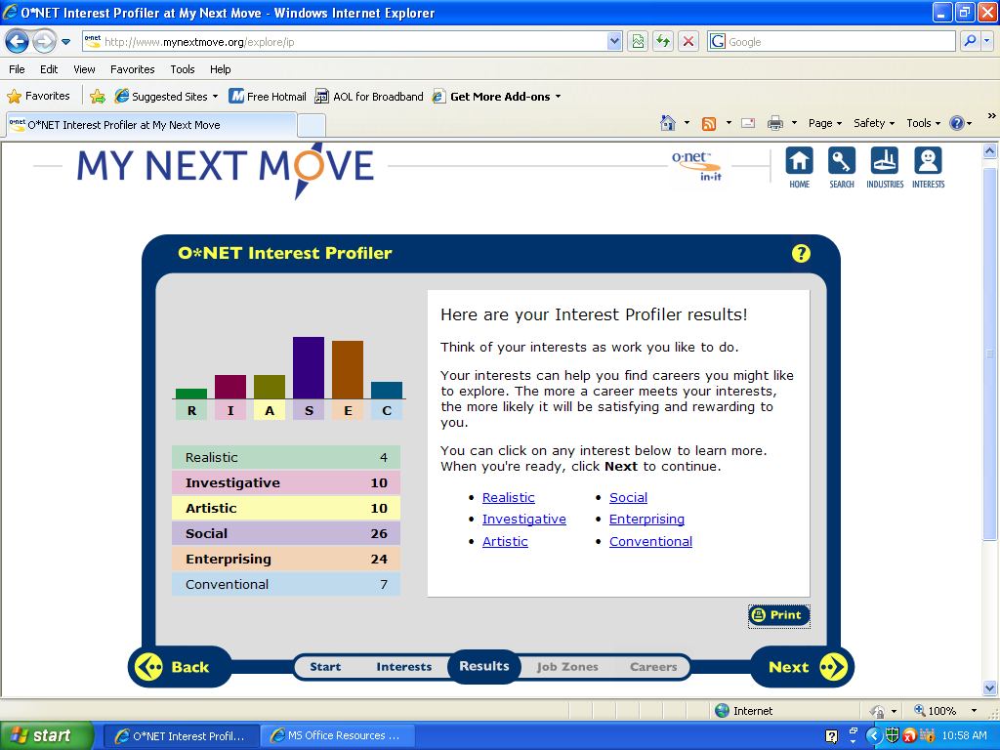 O*NET Interest Profiler at My Next Move - Windows Internet Explorer
o·net http://www.mynextmove.org/explore/ip
G Google
File Edit View Favorites Tools Help
Favorites Suggested Sites Free Hotmail AOL for Broadband Get More Add-ons
o·net O*NET Interest Profiler at My Next Move
Page Safety Tools »
MY NEXT MOVE
o·net™
in-it
HOME SEARCH INDUSTRIES INTERESTS
O*NET Interest Profiler ?
R I A S E C
Realistic 4
Investigative 10
Artistic 10
Social 26
Enterprising 24
Conventional 7
Here are your Interest Profiler results!
Think of your interests as work you like to do.
Your interests can help you find careers you might like
to explore. The more a career meets your interests,
the more likely it will be satisfying and rewarding to
you.
You can click on any interest below to learn more.
When you're ready, click Next to continue.
• Realistic • Social
• Investigative • Enterprising
• Artistic • Conventional
Print
Back Start Interests Results Job Zones Careers Next
Internet 100%
start O*NET Interest Profil... MS Office Resources ... ? 10:58 AM